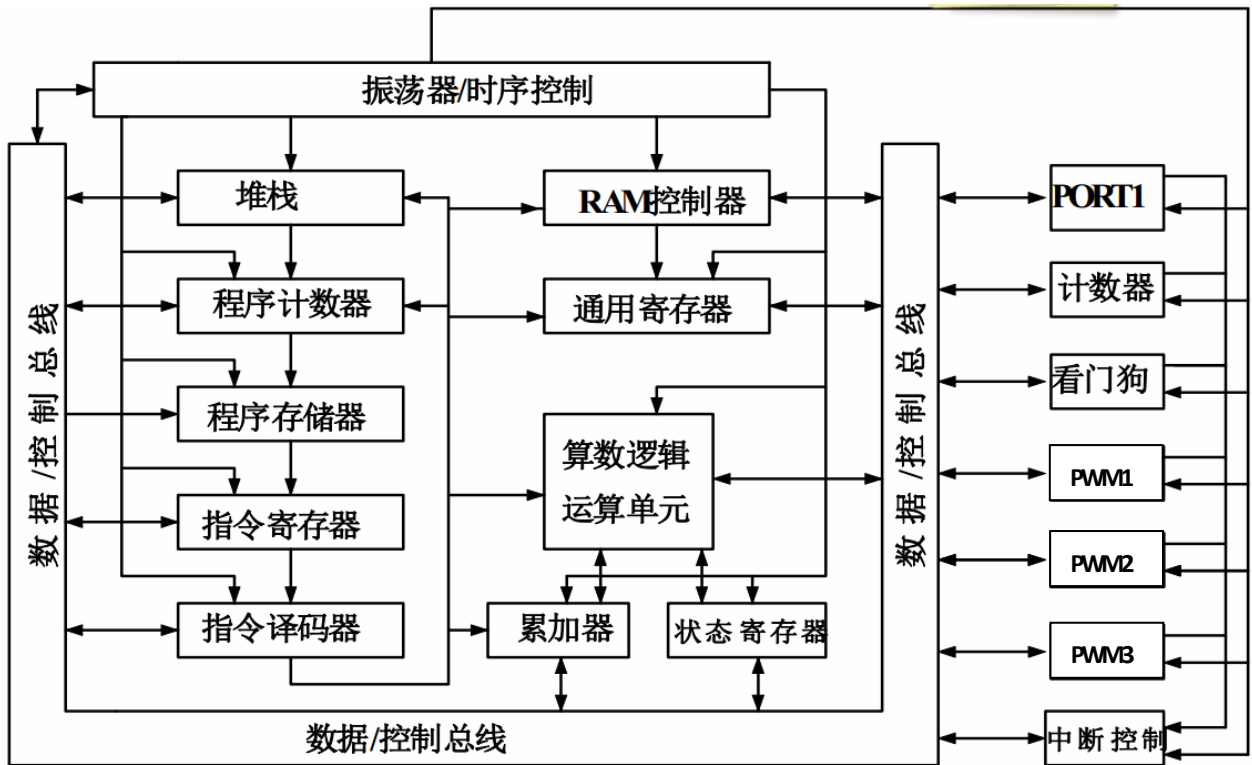 振荡器/时序控制
堆栈
RAM控制器
PORT1
程序计数器
通用寄存器
计数器
程序存储器
看门狗
算数逻辑
运算单元
数据/控制总线
数据/控制总线
PWM1
指令寄存器
PWM2
指令译码器
累加器
状态寄存器
PWM3
数据/控制总线
中断控制